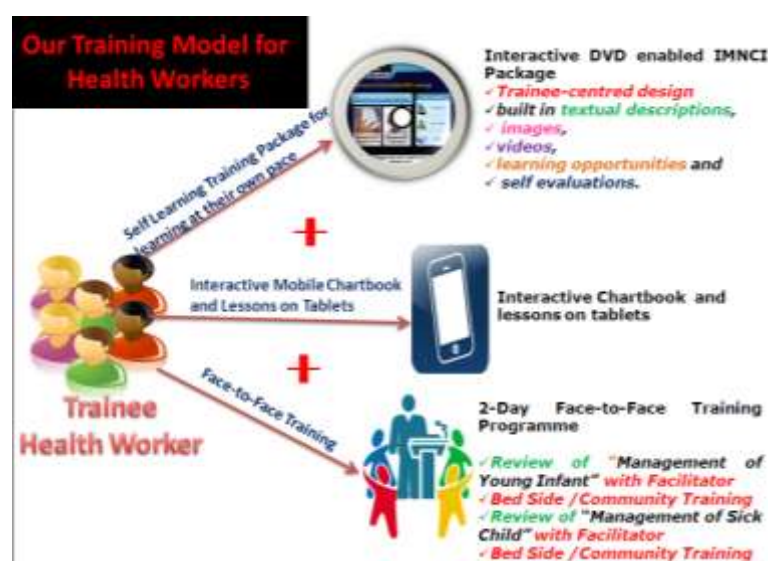 Our Training Model for
Health Workers
Interactive DVD enabled IMNCI
Package
✓Trainee-centred design
✓built in textual descriptions,
✓ images,
✓videos,
✓learning opportunities and
✓ self evaluations.
Self Learning Training Package for
learning at their own pace
+
Interactive Mobile Chartbook
and Lessons on Tablets
Interactive Chartbook and
lessons on tablets
+
Face-to-Face Training
Trainee
Health Worker
2-Day Face-to-Face Training
Programme
✓Review of "Management of
Young Infant" with Facilitator
✓Bed Side /Community Training
✓Review of "Management of Sick
Child" with Facilitator
✓Bed Side /Community Training